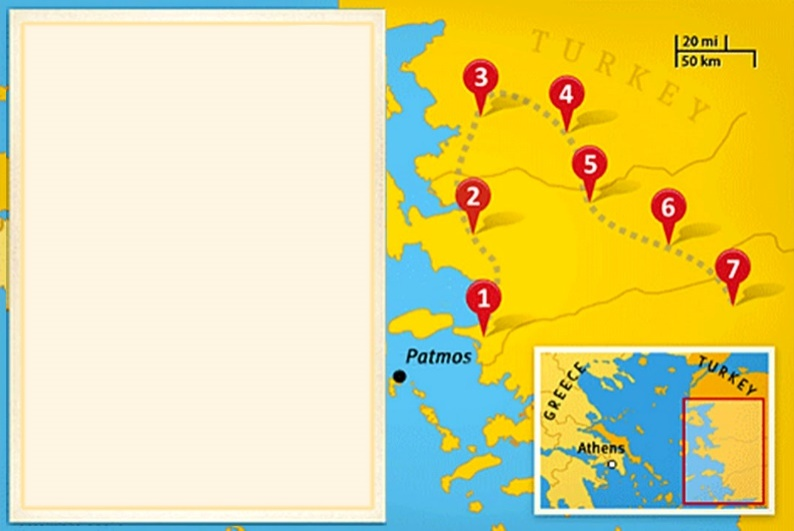 TURKEY
20 mi
50 km
3
4
5
2
6
7
1
Patmos
GREECE
TURKEY
Athens